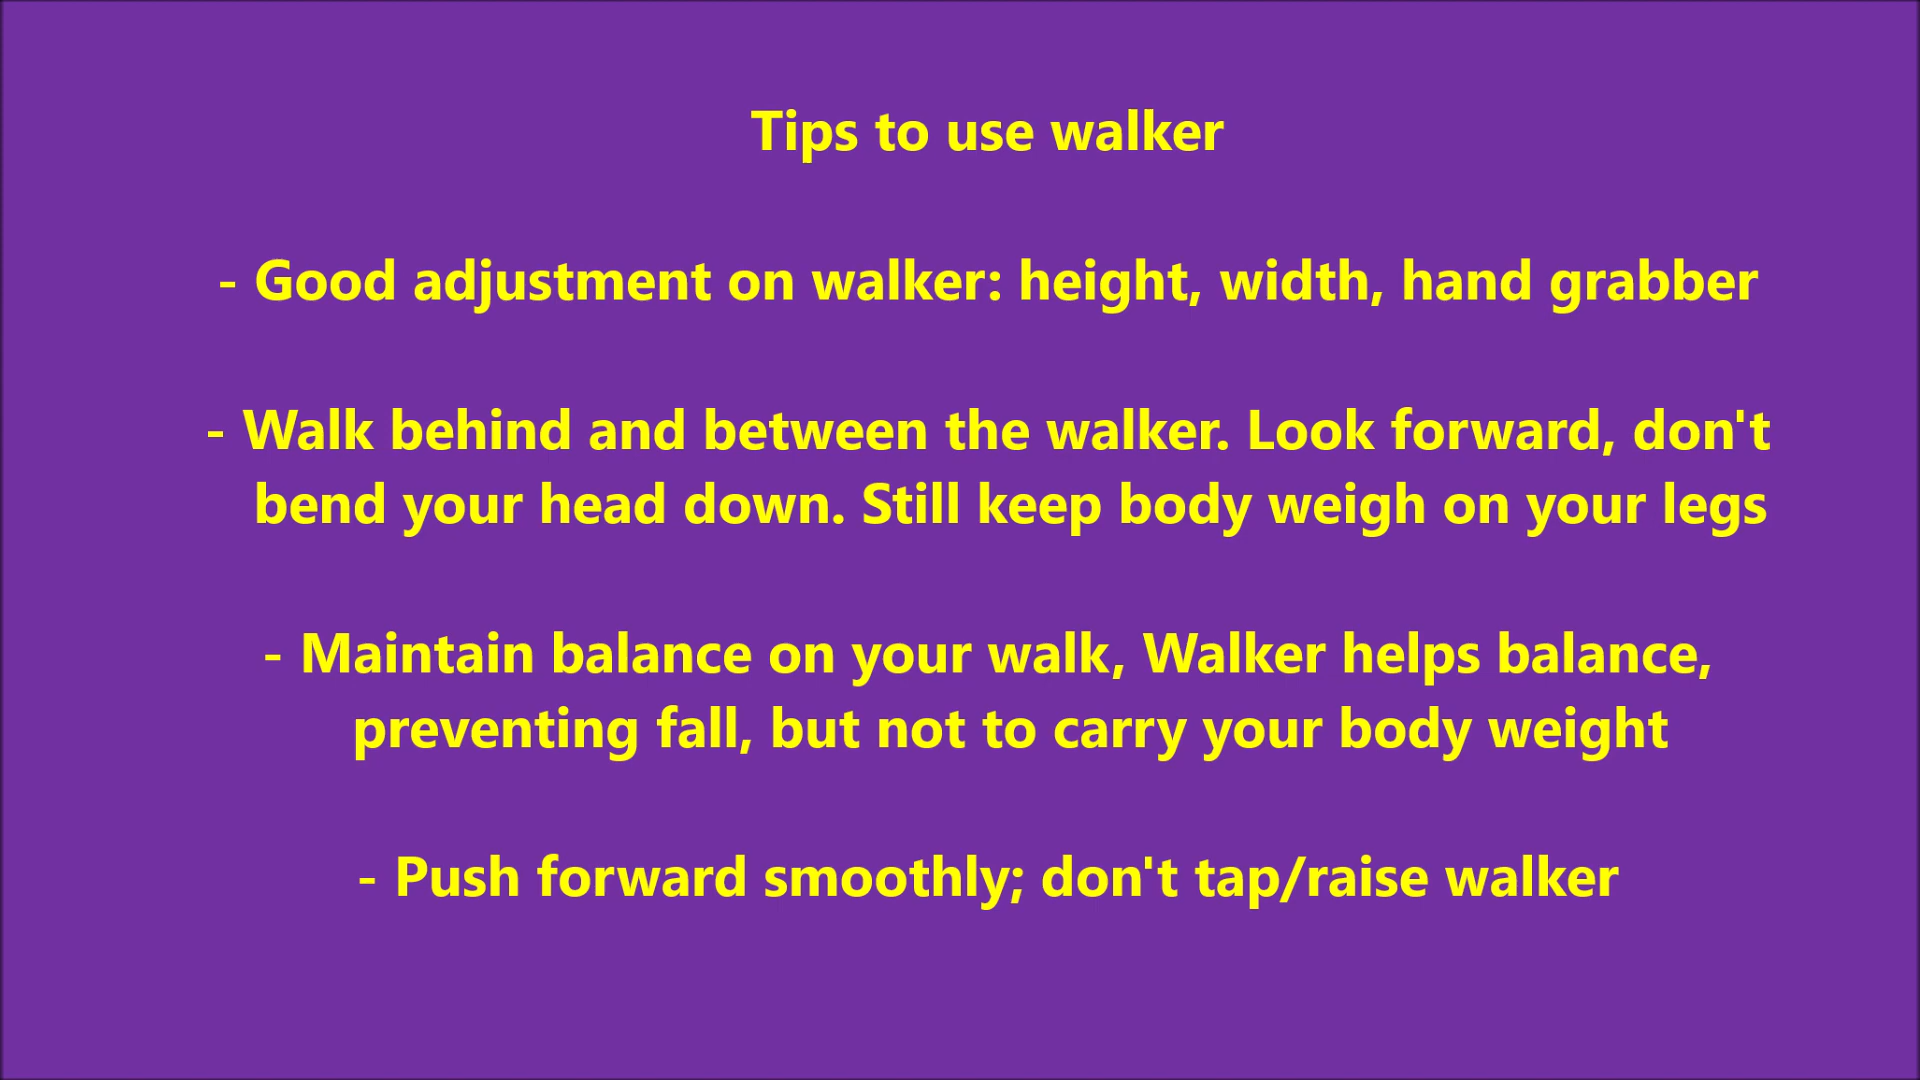 Tips to use walker
- Good adjustment on walker: height, width, hand grabber
- Walk behind and between the walker. Look forward, don't
bend your head down. Still keep body weigh on your legs
- Maintain balance on your walk, Walker helps balance,
preventing fall, but not to carry your body weight
- Push forward smoothly; don't tap/raise walker